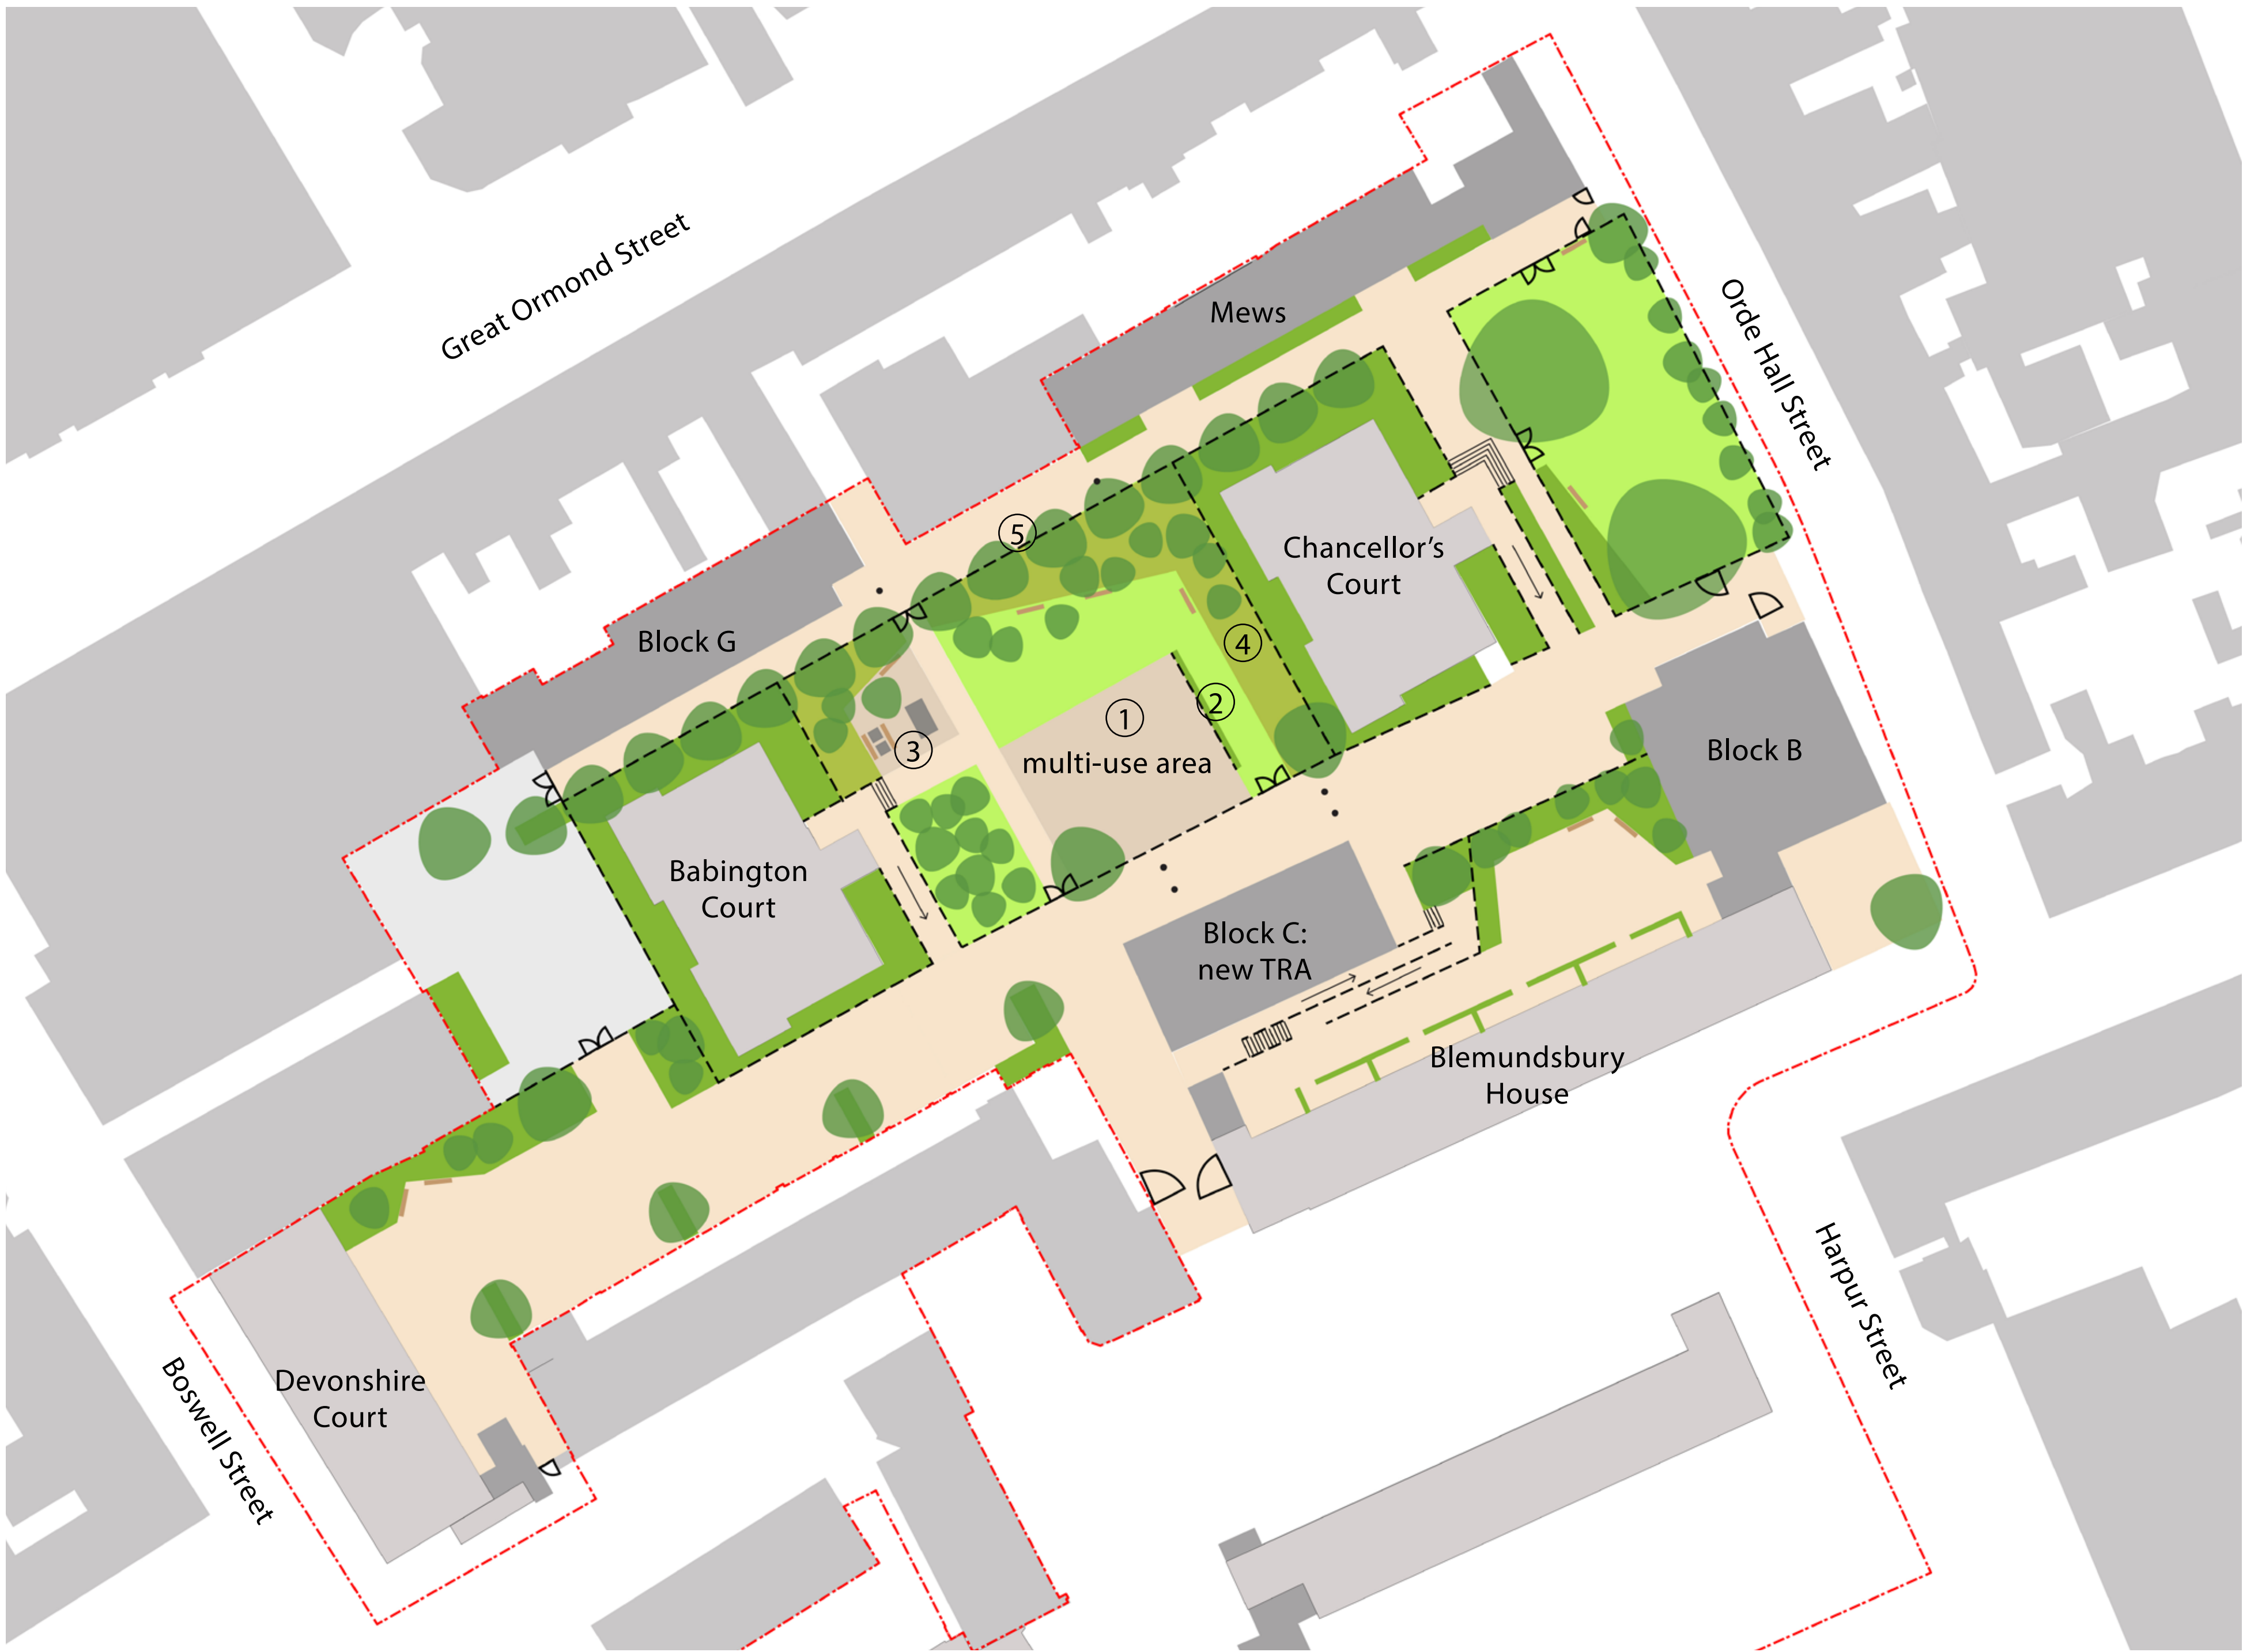 Great Ormond Street
Mews
Orde Hall Street
5
Chancellor’s
Court
Block G
4
2
1
multi-use area
3
Block B
Babington
Court
Block C:
new TRA
Blemundsbury
House
Harpur Street
Devonshire
Court
Boswell Street